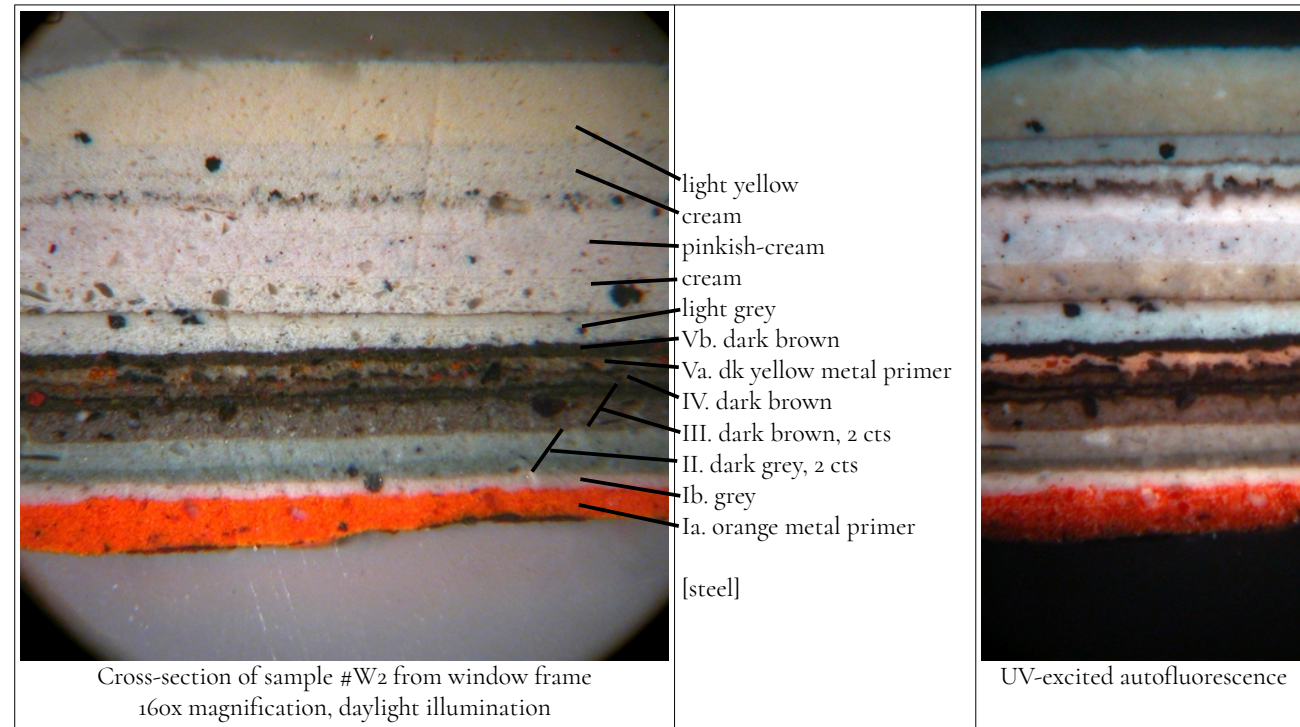 light yellow
cream
pinkish-cream
cream
light grey
Vb. dark brown
Va. dk yellow metal primer
IV. dark brown
III. dark brown, 2 cts
II. dark grey, 2 cts
Ib. grey
Ia. orange metal primer
[steel]
Cross-section of sample #W2 from window frame
160x magnification, daylight illumination
UV-excited autofluorescence